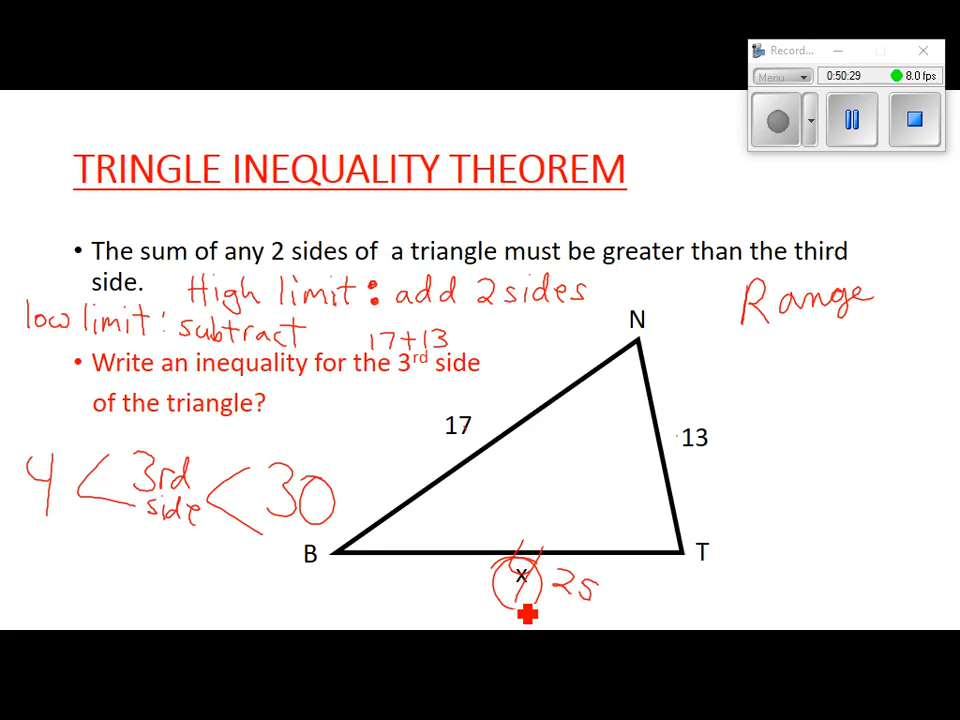 Record...
Menu
0:50:29
8.0 fps
TRINGLE INEQUALITY THEOREM
• The sum of any 2 sides of a triangle must be greater than the third
side.
High limit: add 2 sides
Range
low limit: subtract
17+13
• Write an inequality for the 3rd side
of the triangle?
N
17
13
4 < 3rd side < 30
B
T
x
4
25